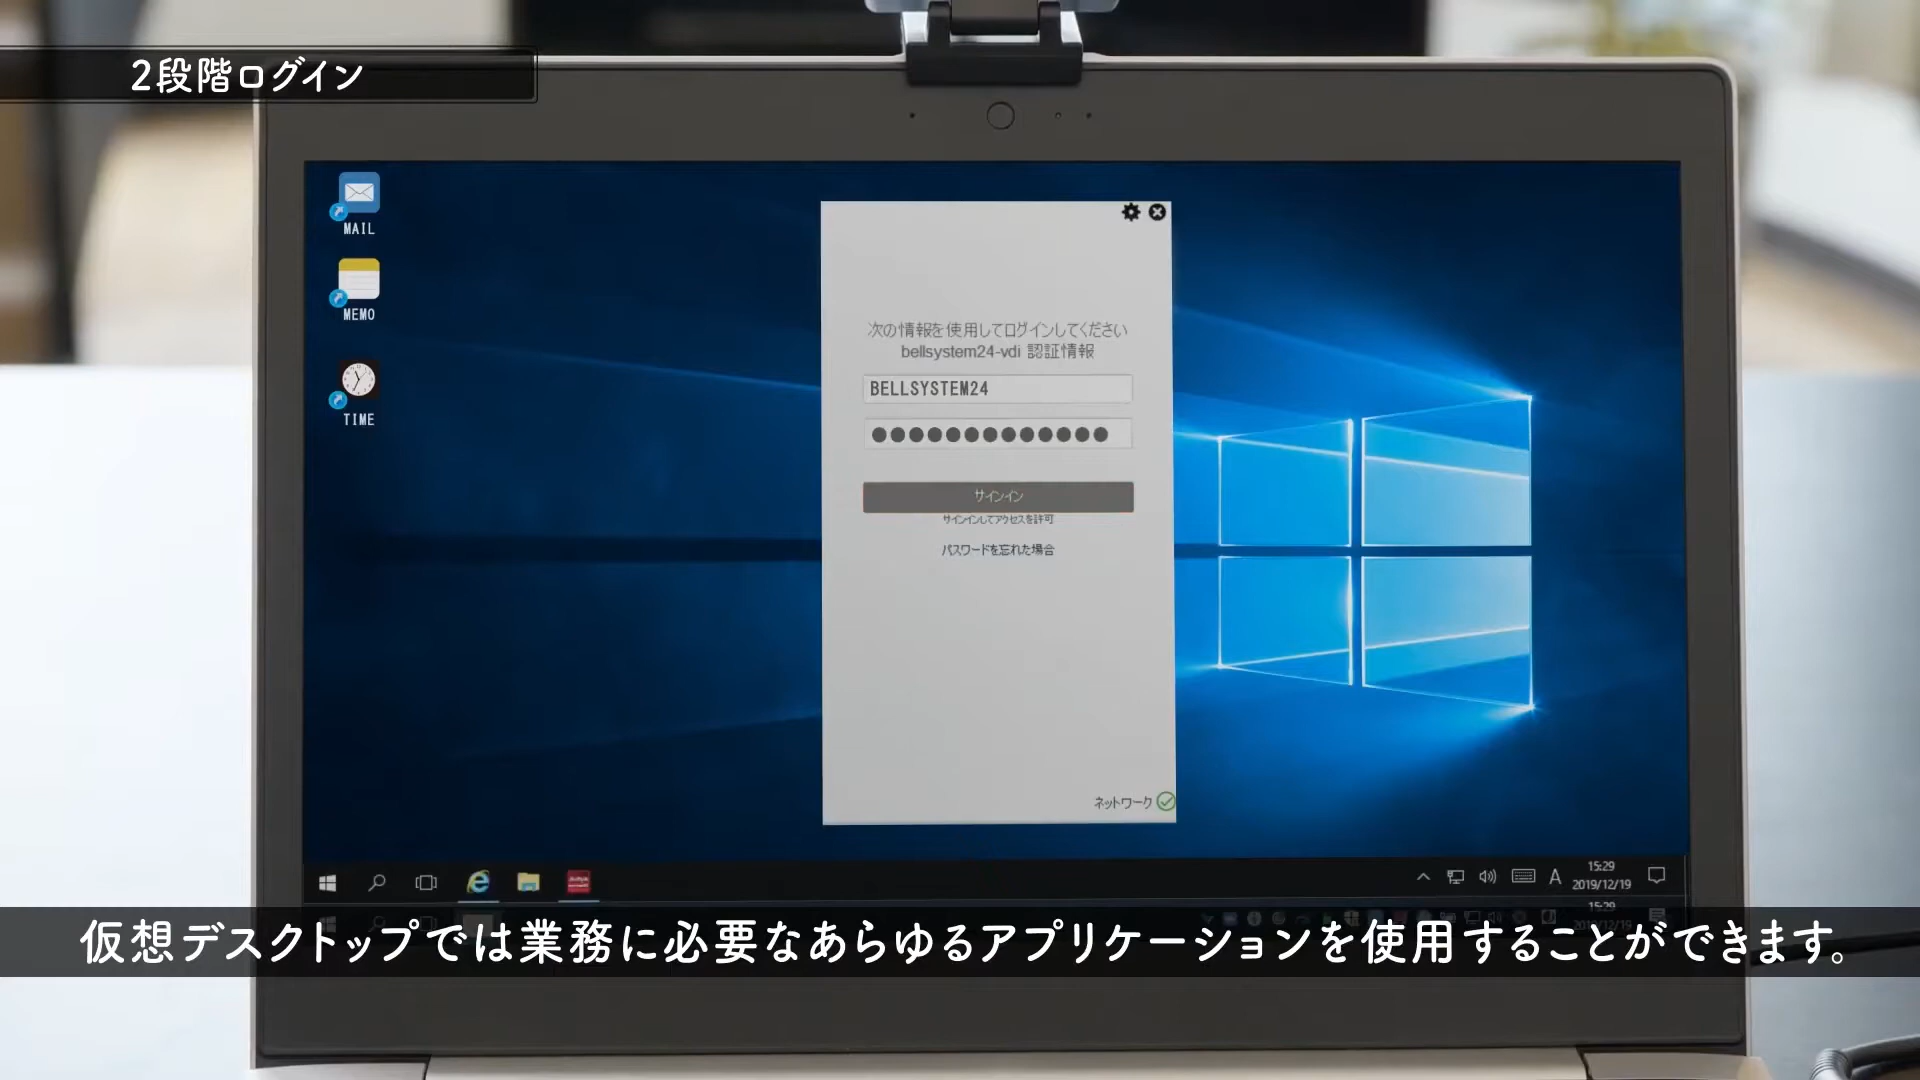 2段階ログイン
MAIL
MEMO
TIME
次の情報を使用してログインしてください
bellsystem24-vdi 認証情報
BELLSYSTEM24
サインイン
サインインしてアクセスを許可
パスワードを忘れた場合
ネットワーク
A
15:29
2019/12/19
15:29
2019/12/19
仮想デスクトップでは業務に必要なあらゆるアプリケーションを使用することができます。